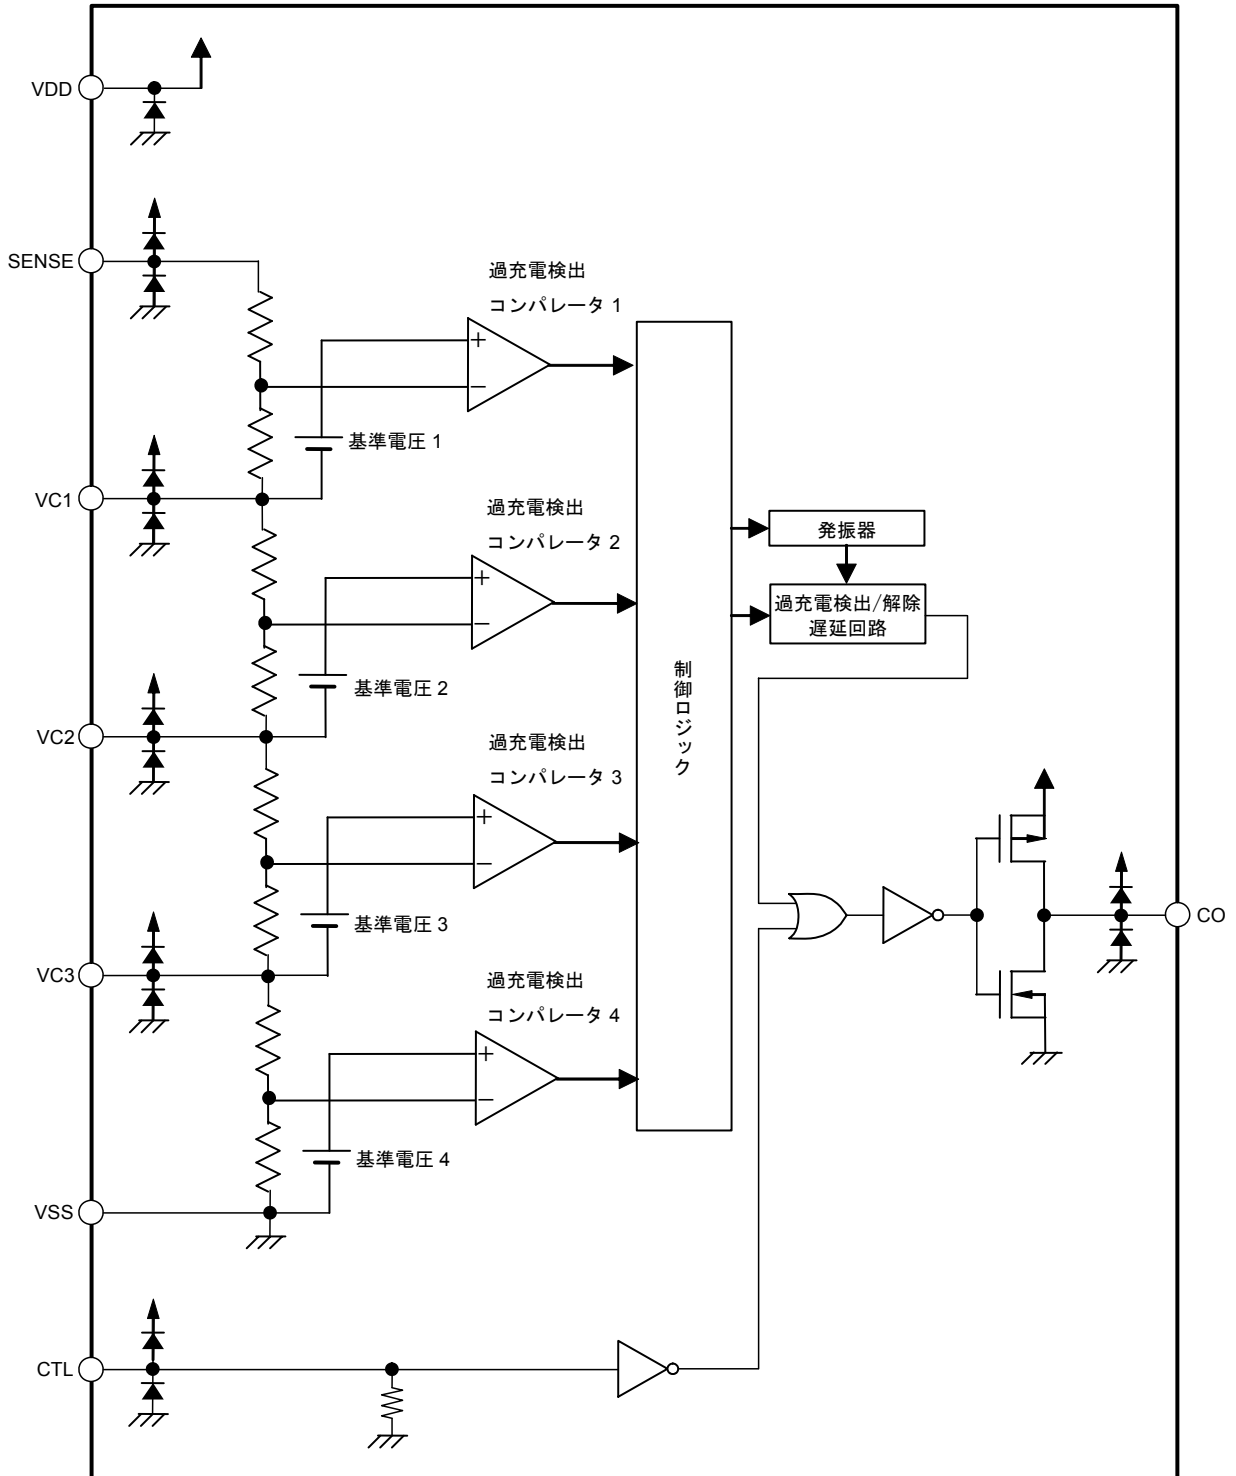 VDD
SENSE
過充電検出
コンパレータ 1
基準電圧 1
VC1
過充電検出
コンパレータ 2
発振器
過充電検出/解除
遅延回路
制御ロジック
基準電圧 2
VC2
過充電検出
コンパレータ 3
CO
基準電圧 3
VC3
過充電検出
コンパレータ 4
基準電圧 4
VSS
CTL